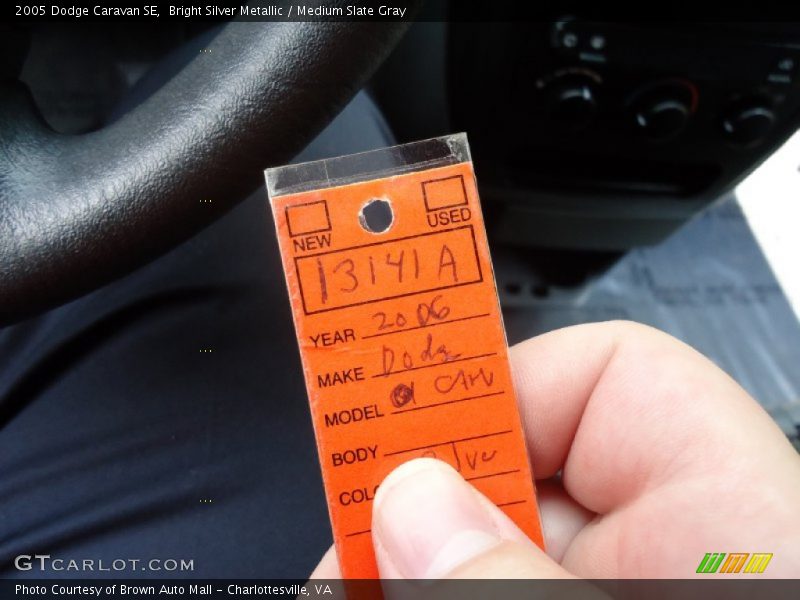 2005 Dodge Caravan SE, Bright Silver Metallic / Medium Slate Gray
NEW USED
13141A
YEAR 2006
MAKE Dodge
MODEL
BODY
GTCARLOT.COM
Photo Courtesy of Brown Auto Mall - Charlottesville, VA